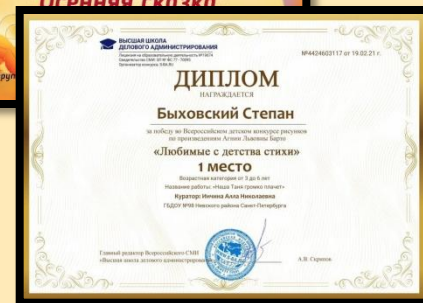 Осенняя сказка
ВЫСШАЯ ШКОЛА
ДЕЛОВОГО АДМИНИСТРИРОВАНИЯ
№4424602117 от 19.02.21 г.
ДИПЛОМ
НАГРАЖДАЕТСЯ
Быховский Степан
за победу во Всероссийском детском конкурсе рисунков
по произведениям Агнии Львовны Барто
«Любимые с детства стихи»
1 место
Возрастная категория от 3 до 6 лет
Название работы: «Наша Таня громко плачет»
Куратор: Инчина Алла Николаевна
ГБДОУ №98 Невского района Санкт-Петербурга
Главный редактор Всероссийского СМИ
«Высшая школа делового администрирования»
А.В. Скрипов